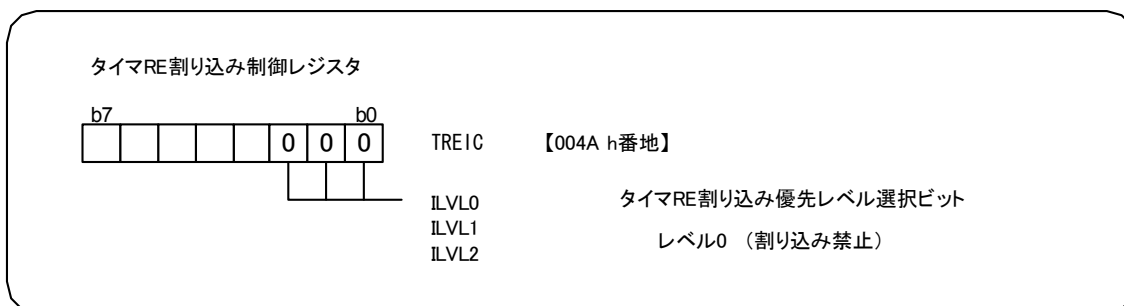 タイマRE割り込み制御レジスタ
b7 b0
0 0 0 TREIC 【004A h番地】
ILVL0 タイマRE割り込み優先レベル選択ビット
ILVL1
レベル0 （割り込み禁止）
ILVL2